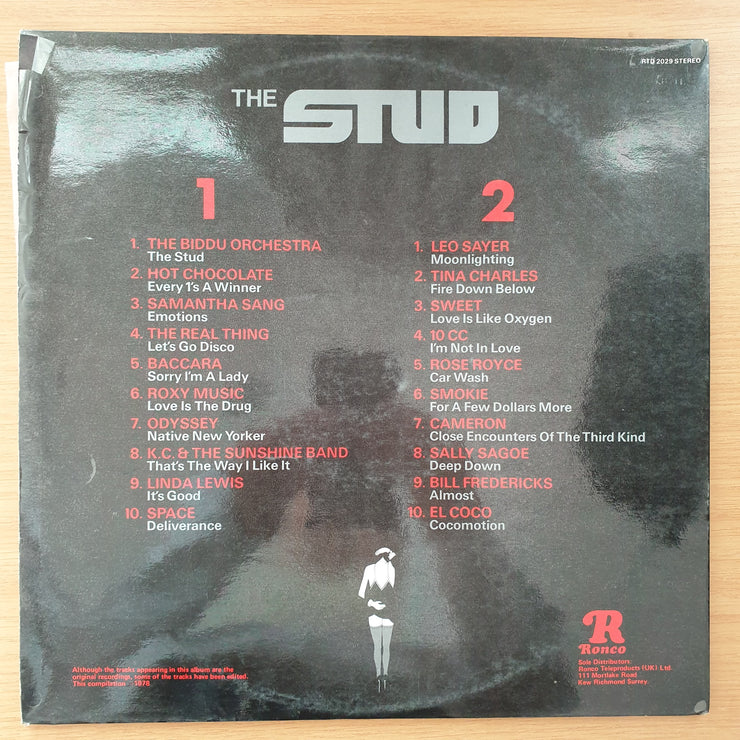 RTD 2029 STEREO
THE STUD
1
1. THE BIDDU ORCHESTRA
The Stud
2. HOT CHOCOLATE
Every 1's A Winner
3. SAMANTHA SANG
Emotions
4. THE REAL THING
Let's Go Disco
5. BACCARA
Sorry I'm A Lady
6. ROXY MUSIC
Love Is The Drug
7. ODYSSEY
Native New Yorker
8. K.C. & THE SUNSHINE BAND
That's The Way I Like It
9. LINDA LEWIS
It's Good
10. SPACE
Deliverance
2
1. LEO SAYER
Moonlighting
2. TINA CHARLES
Fire Down Below
3. SWEET
Love Is Like Oxygen
4. 10 CC
I'm Not In Love
5. ROSE ROYCE
Car Wash
6. SMOKIE
For A Few Dollars More
7. CAMERON
Close Encounters Of The Third Kind
8. SALLY SAGOE
Deep Down
9. BILL FREDERICKS
Almost
10. EL COCO
Cocomotion
Although the tracks appearing in this album are the
original recordings, some of the tracks have been edited.
This compilation 1978
R
Ronco
Sole Distributors.
Ronco Teleproducts (UK) Ltd.
111 Mortlake Road
Kew Richmond Surrey.